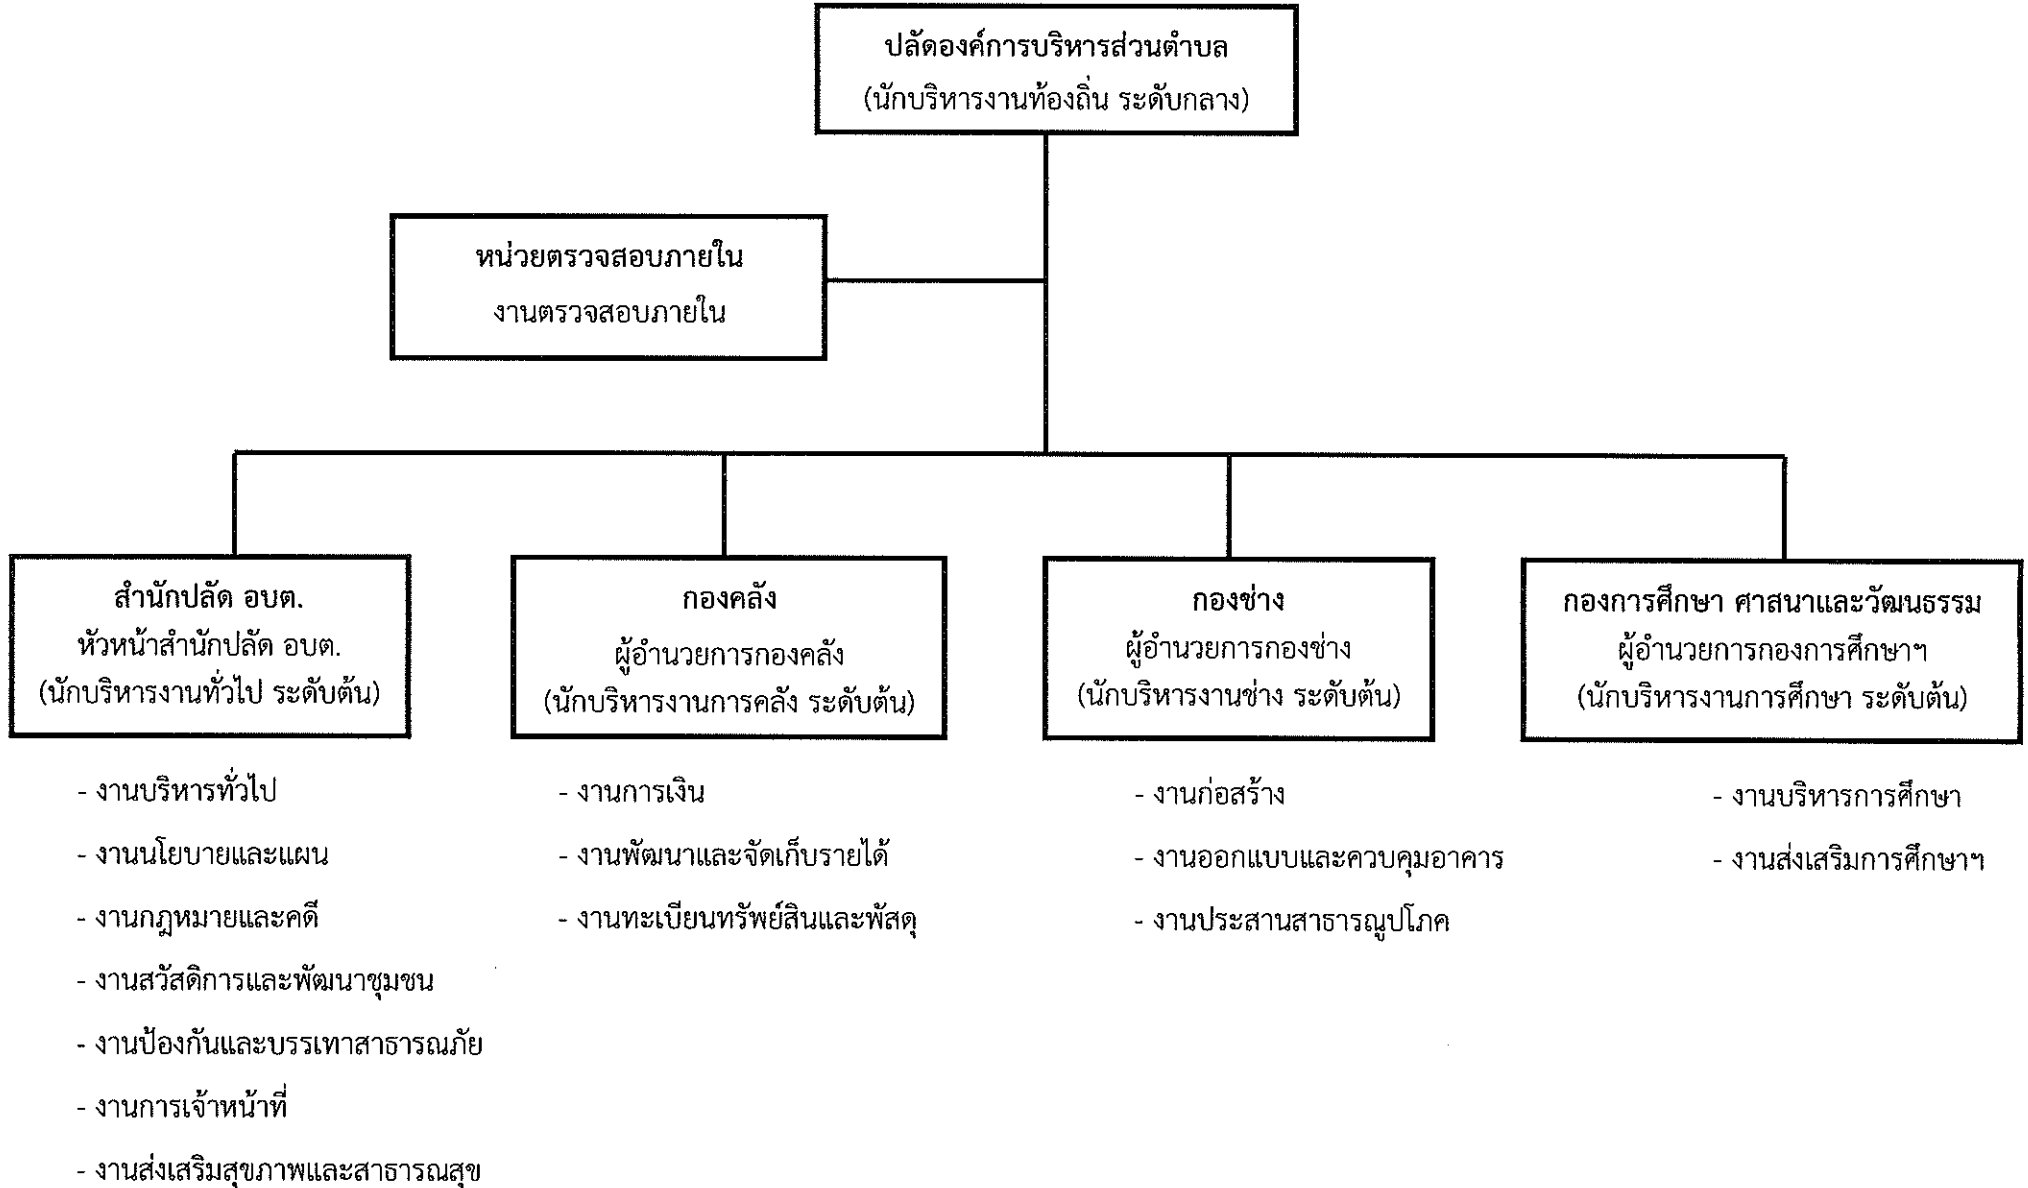 ปลัดองค์การบริหารส่วนตำบล
(นักบริหารงานท้องถิ่น ระดับกลาง)
หน่วยตรวจสอบภายใน
งานตรวจสอบภายใน
สำนักปลัด อบต.
หัวหน้าสำนักปลัด อบต.
(นักบริหารงานทั่วไป ระดับต้น)
- งานบริหารทั่วไป
- งานนโยบายและแผน
- งานกฎหมายและคดี
- งานสวัสดิการและพัฒนาชุมชน
- งานป้องกันและบรรเทาสาธารณภัย
- งานการเจ้าหน้าที่
- งานส่งเสริมสุขภาพและสาธารณสุข
กองคลัง
ผู้อำนวยการกองคลัง
(นักบริหารงานการคลัง ระดับต้น)
- งานการเงิน
- งานพัฒนาและจัดเก็บรายได้
- งานทะเบียนทรัพย์สินและพัสดุ
กองช่าง
ผู้อำนวยการกองช่าง
(นักบริหารงานช่าง ระดับต้น)
- งานก่อสร้าง
- งานออกแบบและควบคุมอาคาร
- งานประสานสาธารณูปโภค
กองการศึกษา ศาสนาและวัฒนธรรม
ผู้อำนวยการกองการศึกษาฯ
(นักบริหารงานการศึกษา ระดับต้น)
- งานบริหารการศึกษา
- งานส่งเสริมการศึกษาฯ